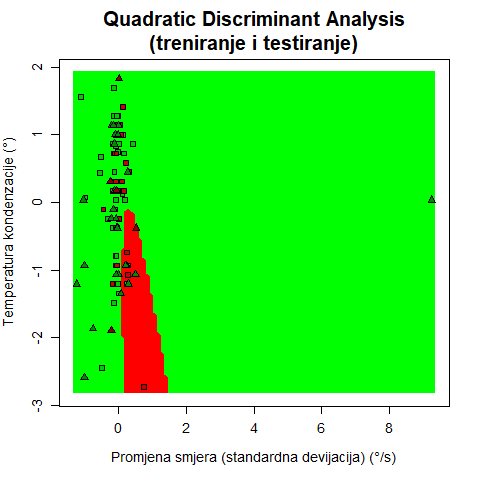 Quadratic Discriminant Analysis
(treniranje i testiranje)
Temperatura kondenzacije (°)
2
1
0
-1
-2
-3
0 2 4 6 8
Promjena smjera (standardna devijacija) (°/s)